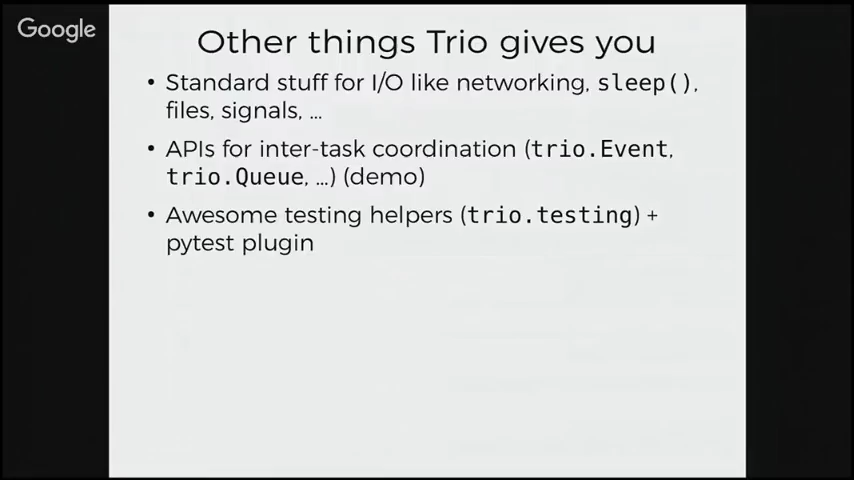 Google
Other things Trio gives you
• Standard stuff for I/O like networking, sleep(),
files, signals, ...
• APIs for inter-task coordination (trio.Event,
trio.Queue, ...) (demo)
• Awesome testing helpers (trio.testing) +
pytest plugin